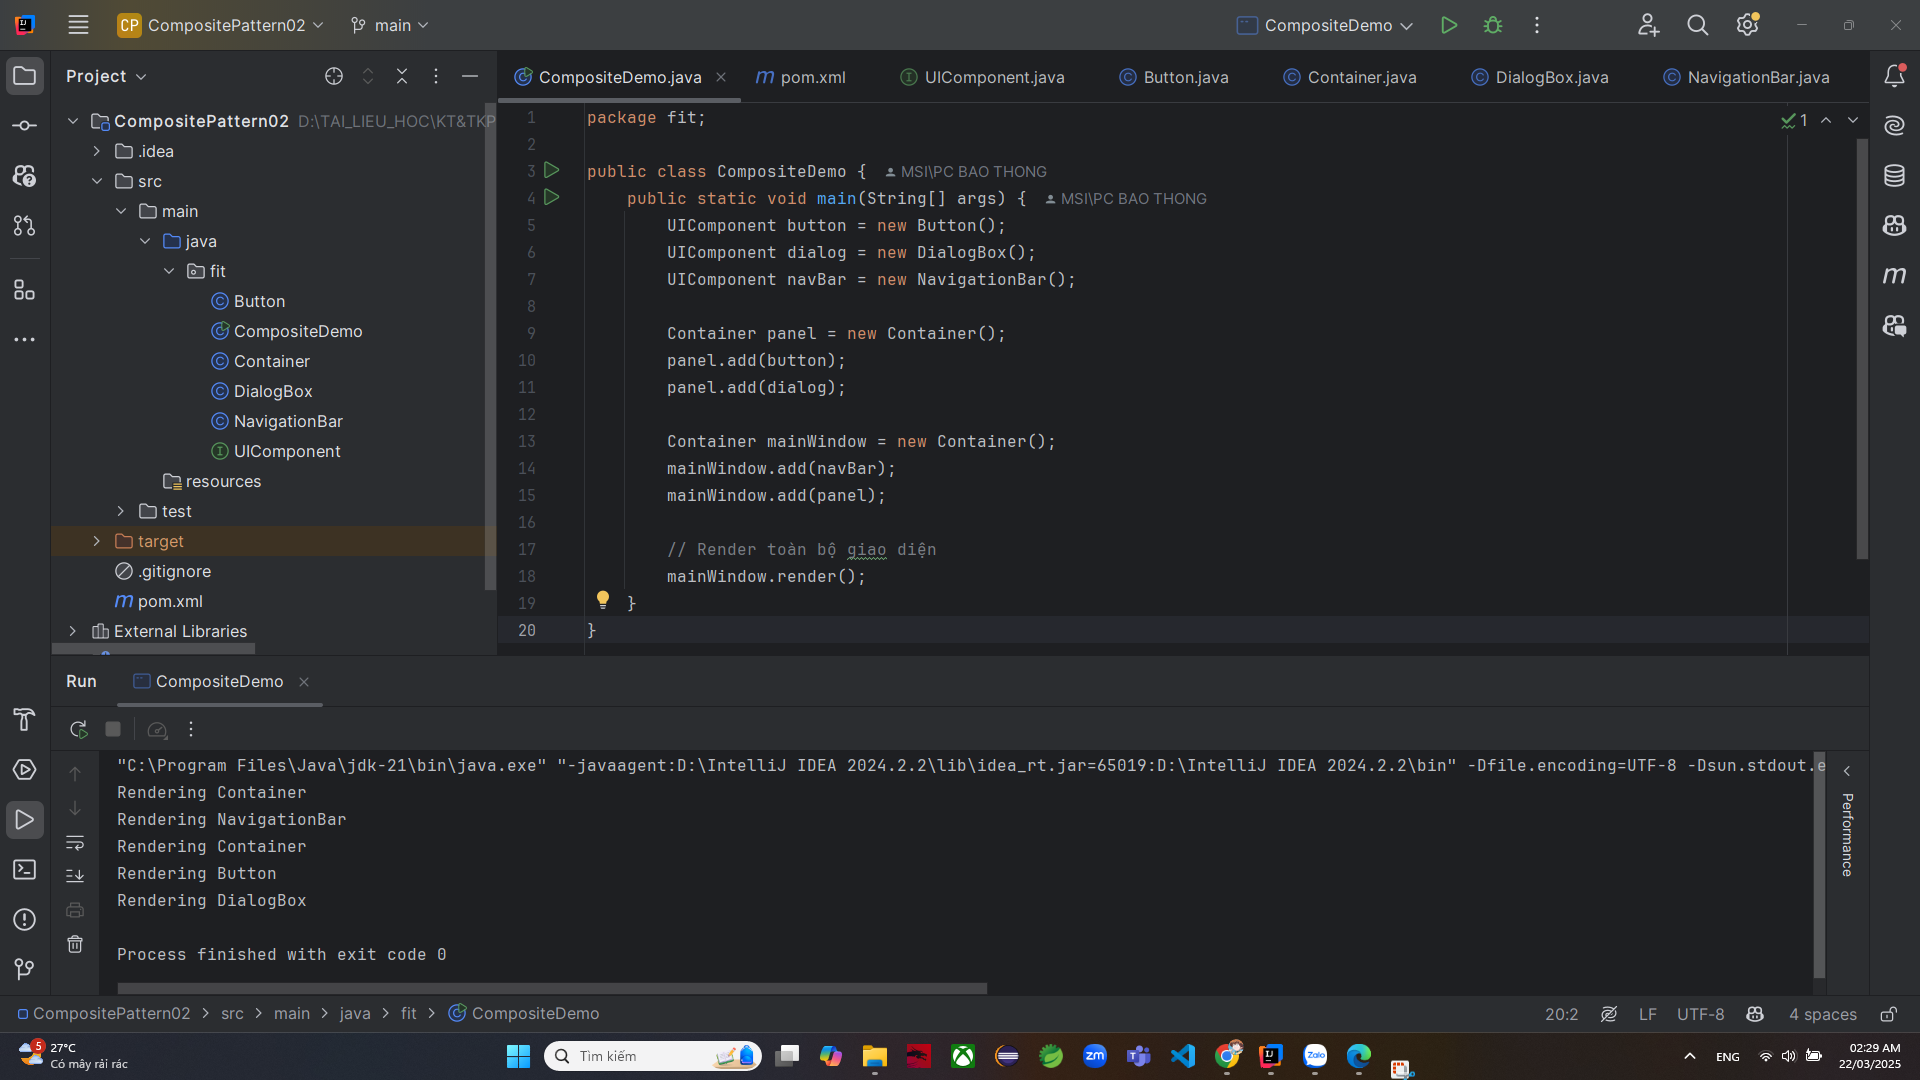 CP CompositePattern02
main
CompositeDemo
Project
CompositeDemo.java
pom.xml
UIComponent.java
Button.java
Container.java
DialogBox.java
NavigationBar.java
CompositePattern02 D:\TAI_LIEU_HOC\KT&TKP
.idea
src
main
java
fit
Button
CompositeDemo
Container
DialogBox
NavigationBar
UIComponent
resources
test
target
.gitignore
pom.xml
External Libraries
1 package fit;
2
3 public class CompositeDemo { MSI\PC BAO THONG
4 public static void main(String[] args) { MSI\PC BAO THONG
5 UIComponent button = new Button();
6 UIComponent dialog = new DialogBox();
7 UIComponent navBar = new NavigationBar();
8
9 Container panel = new Container();
10 panel.add(button);
11 panel.add(dialog);
12
13 Container mainWindow = new Container();
14 mainWindow.add(navBar);
15 mainWindow.add(panel);
16
17 // Render toàn bộ giao diện
18 mainWindow.render();
19 }
20 }
1
Run
CompositeDemo
"C:\Program Files\Java\jdk-21\bin\java.exe" "-javaagent:D:\IntelliJ IDEA 2024.2.2\lib\idea_rt.jar=65019:D:\IntelliJ IDEA 2024.2.2\bin" -Dfile.encoding=UTF-8 -Dsun.stdout.e
Rendering Container
Rendering NavigationBar
Rendering Container
Rendering Button
Rendering DialogBox
Process finished with exit code 0
Performance
CompositePattern02 > src > main > java > fit > CompositeDemo
20:2 LF UTF-8 4 spaces
5
27°C
Có mây rải rác
Tìm kiếm
zm
Zalo
ENG
02:29 AM
22/03/2025